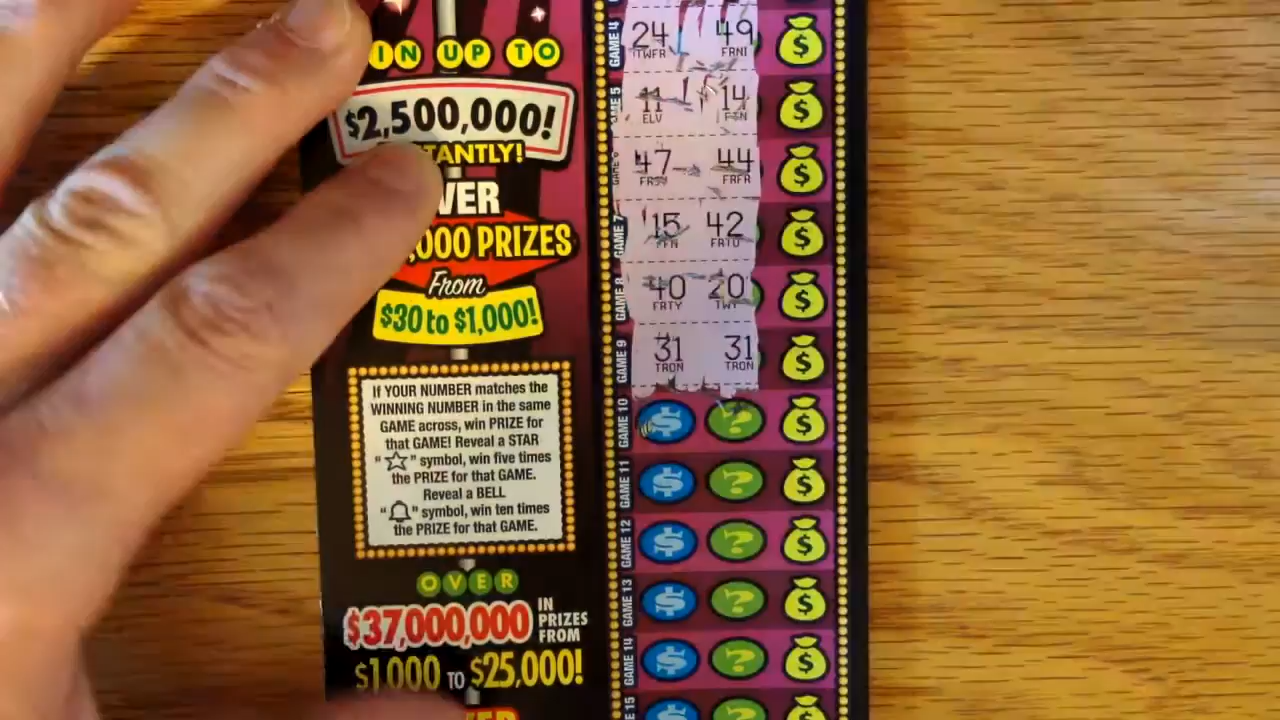 IN UP TO
$2,500,000!
TANTLY!
VER
,000 PRIZES
From
$30 to $1,000!
IF YOUR NUMBER matches the
WINNING NUMBER in the same
GAME across, win PRIZE for
that GAME! Reveal a STAR
"☆" symbol, win five times
the PRIZE for that GAME.
Reveal a BELL
" " symbol, win ten times
the PRIZE for that GAME.
OVER
$37,000,000 IN PRIZES FROM
$1,000 TO $25,000!
GAME 4 24 49 $
TWFR FRNI
GAME 5 11 14 $
ELV FTN
47 44 $
FRSV FRFR
GAME 7 15 42 $
FFN FRTO
GAME 8 40 20 $
FRTY TWY
GAME 9 31 31 $
TRON TRON
GAME 10 $ ? $
GAME 11 $ ? $
GAME 12 $ ? $
GAME 13 $ ? $
GAME 14 $ ? $
15 $ ? $